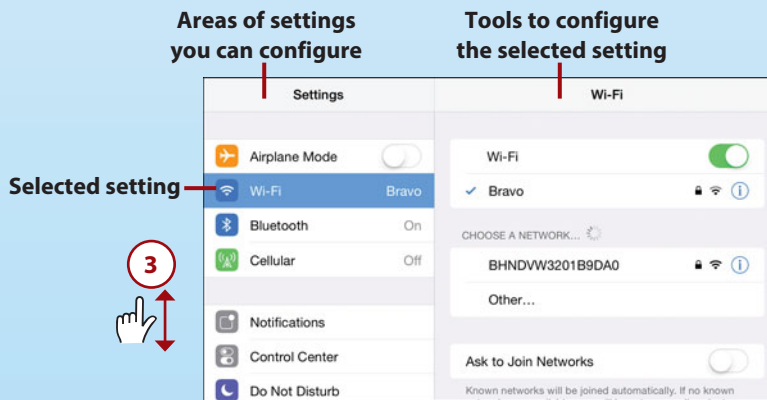 Areas of settings
you can configure
Tools to configure
the selected setting
Settings
Wi-Fi
Airplane Mode
Selected setting
Wi-Fi Bravo
Bluetooth On
Cellular Off
3
Notifications
Control Center
Do Not Disturb
Wi-Fi
Bravo
CHOOSE A NETWORK...
BHNDVW3201B9DA0
Other...
Ask to Join Networks
Known networks will be joined automatically. If no known